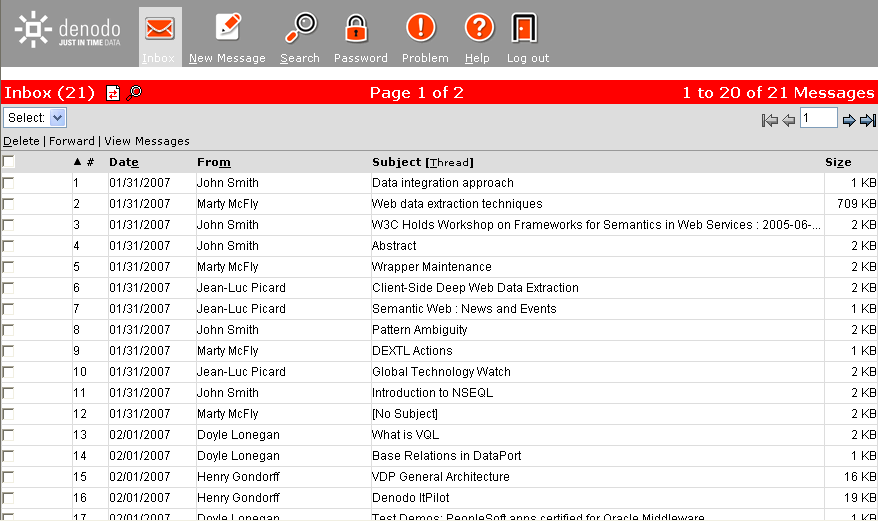 denodo
JUST IN TIME DATA
Inbox New Message Search Password Problem Help Log out
Inbox (21) Page 1 of 2 1 to 20 of 21 Messages
Select: 1
Delete | Forward | View Messages
# Date From Subject [Thread] Size
1 01/31/2007 John Smith Data integration approach 1 KB
2 01/31/2007 Marty McFly Web data extraction techniques 709 KB
3 01/31/2007 John Smith W3C Holds Workshop on Frameworks for Semantics in Web Services : 2005-06-... 2 KB
4 01/31/2007 John Smith Abstract 2 KB
5 01/31/2007 Marty McFly Wrapper Maintenance 2 KB
6 01/31/2007 Jean-Luc Picard Client-Side Deep Web Data Extraction 2 KB
7 01/31/2007 Jean-Luc Picard Semantic Web : News and Events 1 KB
8 01/31/2007 John Smith Pattern Ambiguity 2 KB
9 01/31/2007 Marty McFly DEXTL Actions 1 KB
10 01/31/2007 Jean-Luc Picard Global Technology Watch 2 KB
11 01/31/2007 John Smith Introduction to NSEQL 2 KB
12 01/31/2007 Marty McFly [No Subject] 2 KB
13 02/01/2007 Doyle Lonegan What is VQL 2 KB
14 02/01/2007 Doyle Lonegan Base Relations in DataPort 1 KB
15 02/01/2007 Henry Gondorff VDP General Architecture 16 KB
16 02/01/2007 Henry Gondorff Denodo ItPilot 19 KB
17 02/01/2007 Doyle Lonegan Test Demos: PeopleSoft apps certified for Oracle Middleware 1 KB